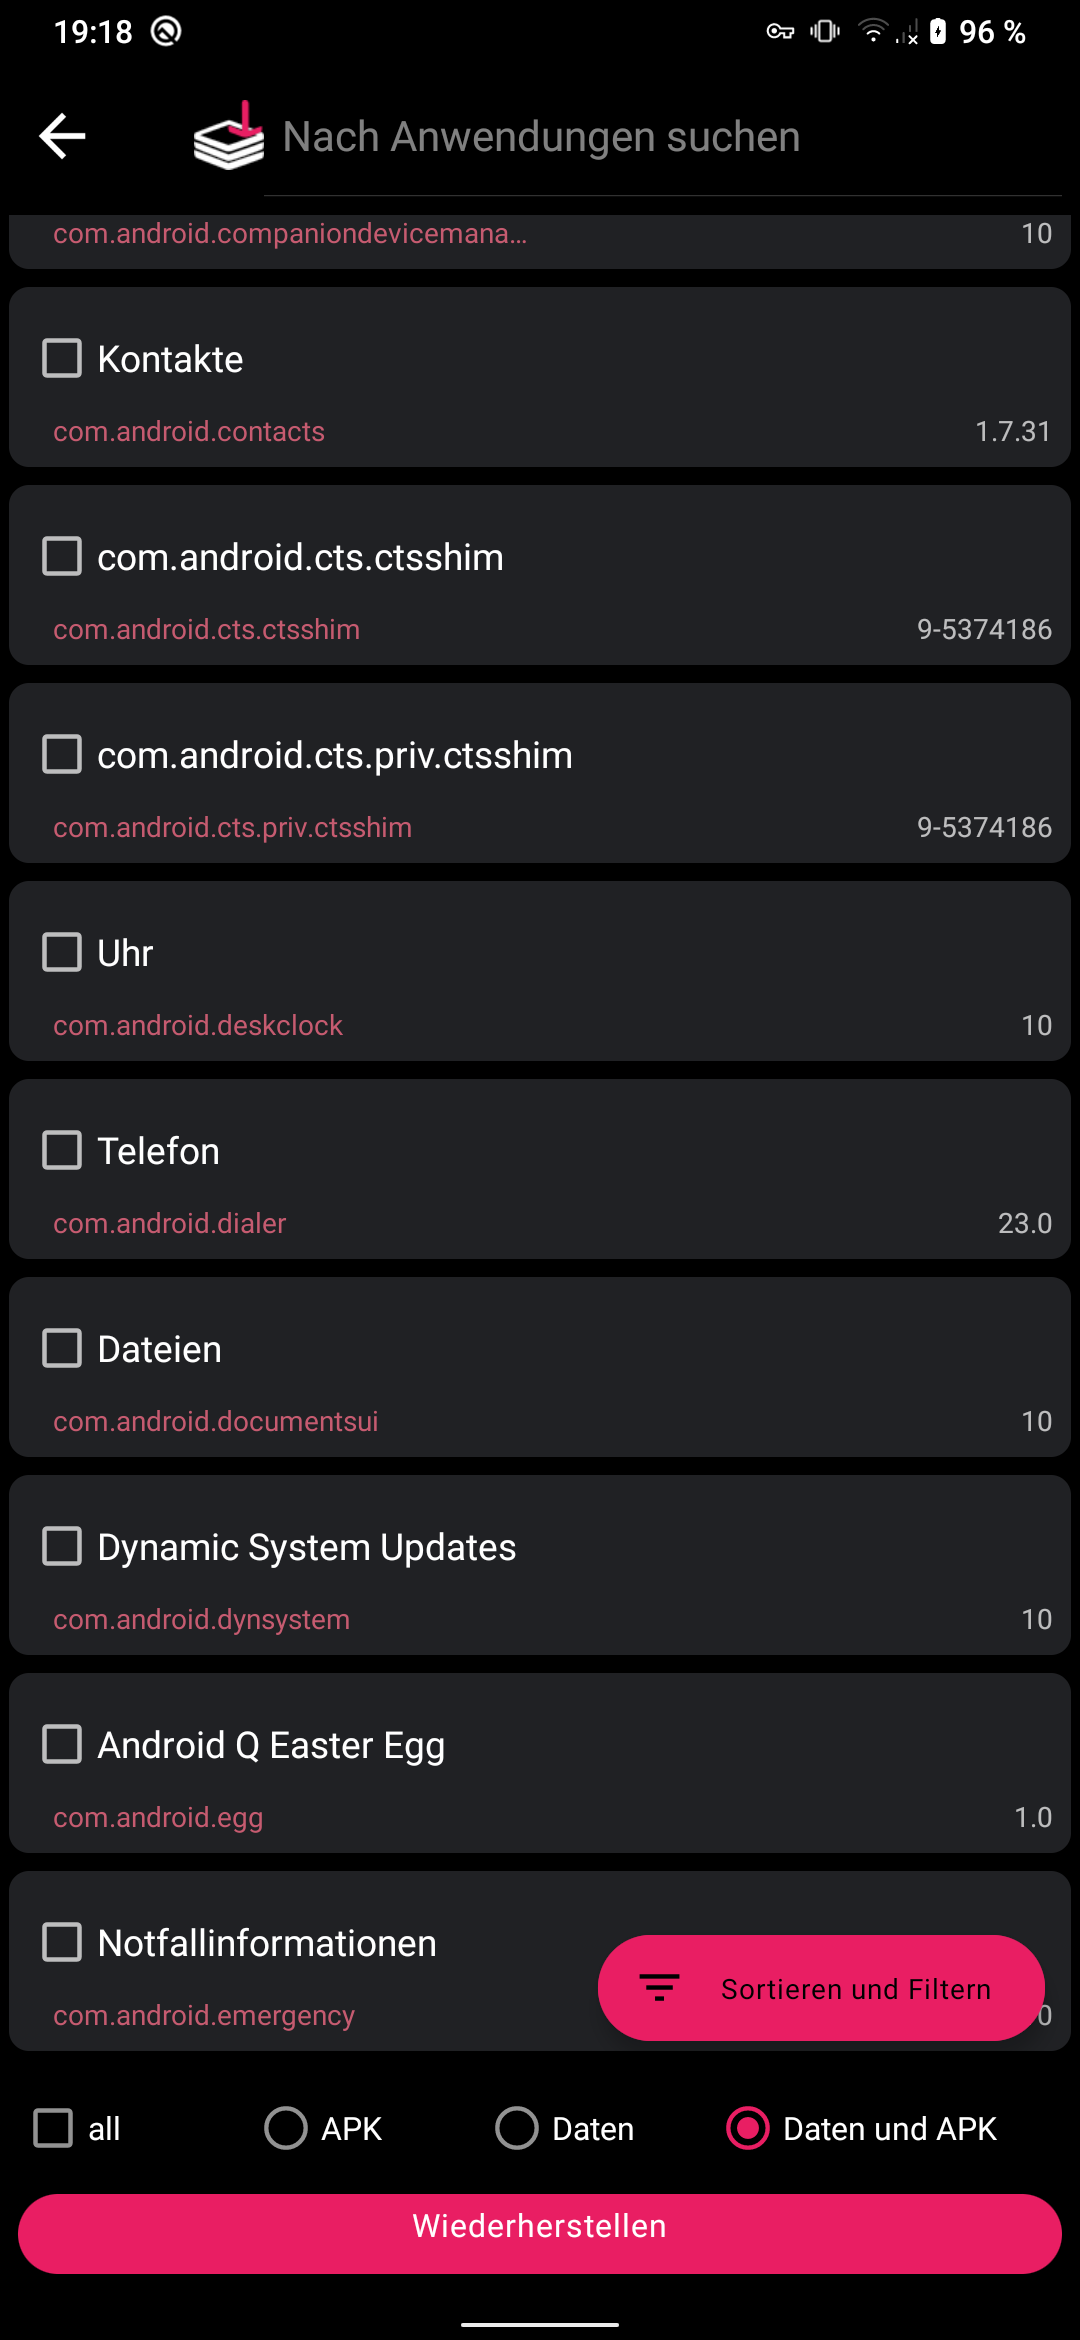 19:18
96 %
Nach Anwendungen suchen
com.android.companiondevicemana...
10
Kontakte
com.android.contacts
1.7.31
com.android.cts.ctsshim
com.android.cts.ctsshim
9-5374186
com.android.cts.priv.ctsshim
com.android.cts.priv.ctsshim
9-5374186
Uhr
com.android.deskclock
10
Telefon
com.android.dialer
23.0
Dateien
com.android.documentsui
10
Dynamic System Updates
com.android.dynsystem
10
Android Q Easter Egg
com.android.egg
1.0
Notfallinformationen
Sortieren und Filtern
com.android.emergency
0
all
APK
Daten
Daten und APK
Wiederherstellen